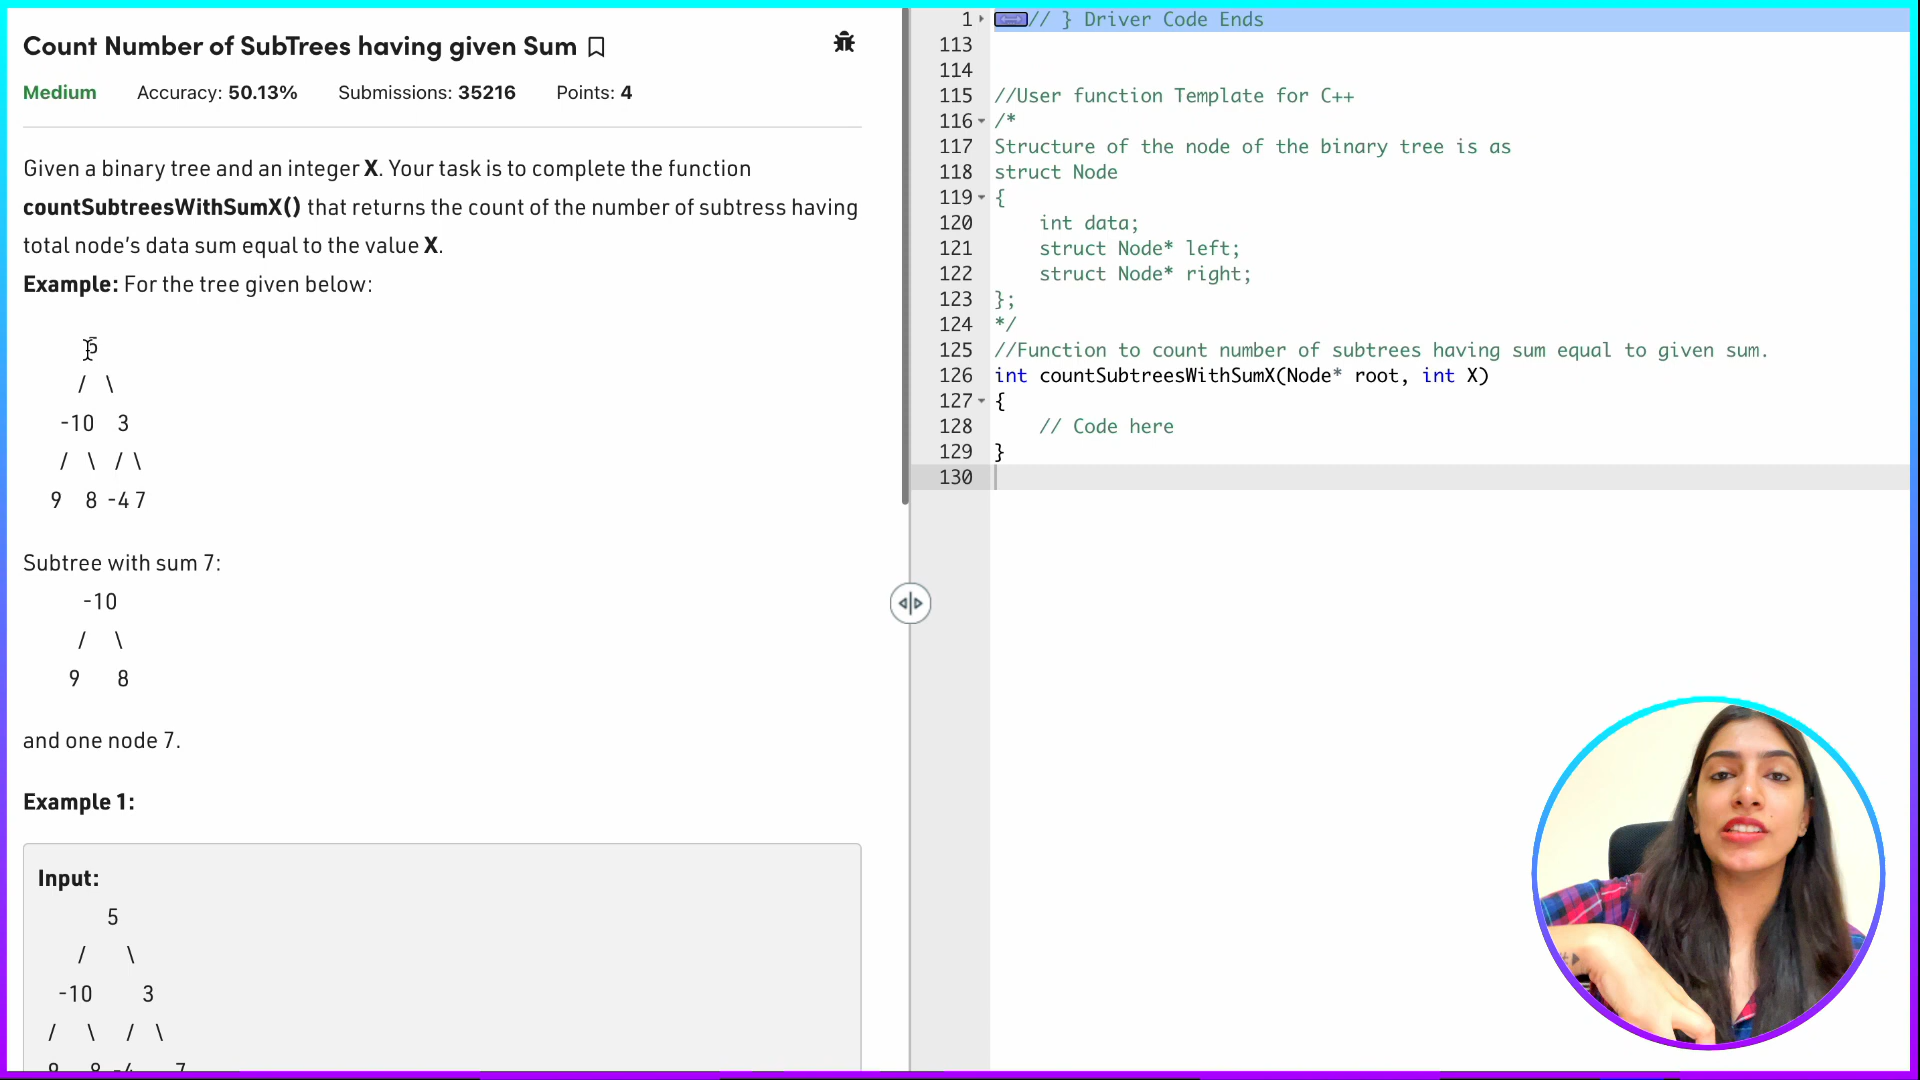 Count Number of SubTrees having given Sum
Medium Accuracy: 50.13% Submissions: 35216 Points: 4
Given a binary tree and an integer X. Your task is to complete the function
countSubtreesWithSumX() that returns the count of the number of subtress having
total node's data sum equal to the value X.
Example: For the tree given below:
5
/ \
-10 3
/ \ / \
9 8 -4 7
Subtree with sum 7:
-10
/ \
9 8
and one node 7.
Example 1:
Input:
5
/ \
-10 3
/ \ / \
9 8 -4 7
1 // } Driver Code Ends
113
114
115 //User function Template for C++
116 /*
117 Structure of the node of the binary tree is as
118 struct Node
119 {
120 int data;
121 struct Node* left;
122 struct Node* right;
123 };
124 */
125 //Function to count number of subtrees having sum equal to given sum.
126 int countSubtreesWithSumX(Node* root, int X)
127 {
128 // Code here
129 }
130